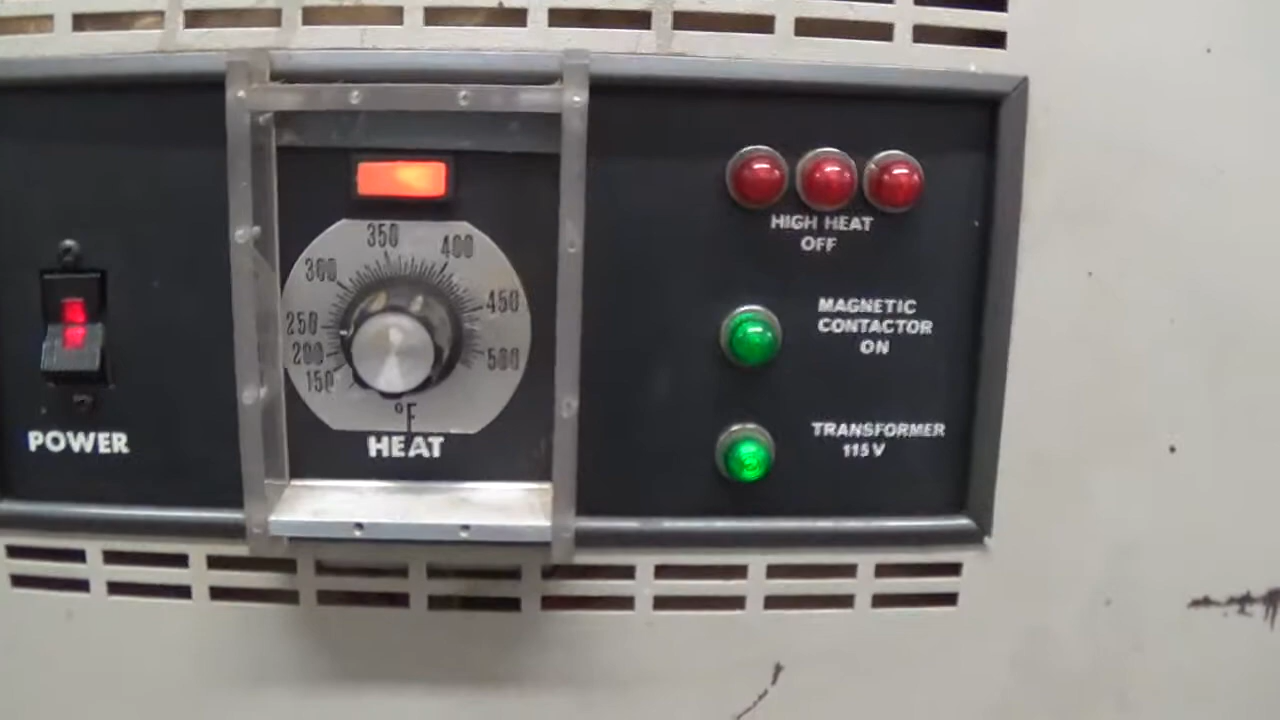 350
400
300
450
250
200
500
150
°F
HEAT
POWER
HIGH HEAT
OFF
MAGNETIC
CONTACTOR
ON
TRANSFORMER
115V